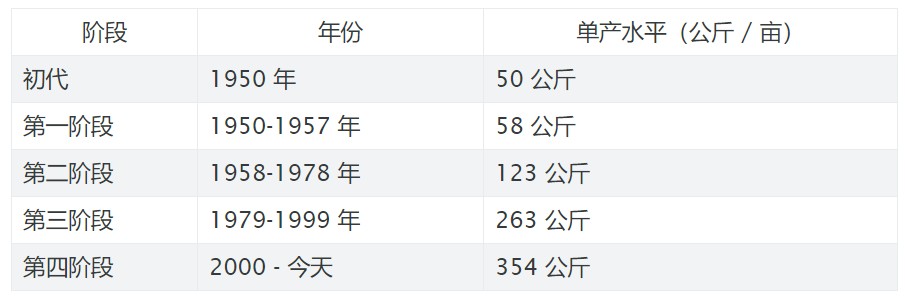 阶段 年份 单产水平（公斤 / 亩）
初代 1950 年 50 公斤
第一阶段 1950-1957 年 58 公斤
第二阶段 1958-1978 年 123 公斤
第三阶段 1979-1999 年 263 公斤
第四阶段 2000 - 今天 354 公斤